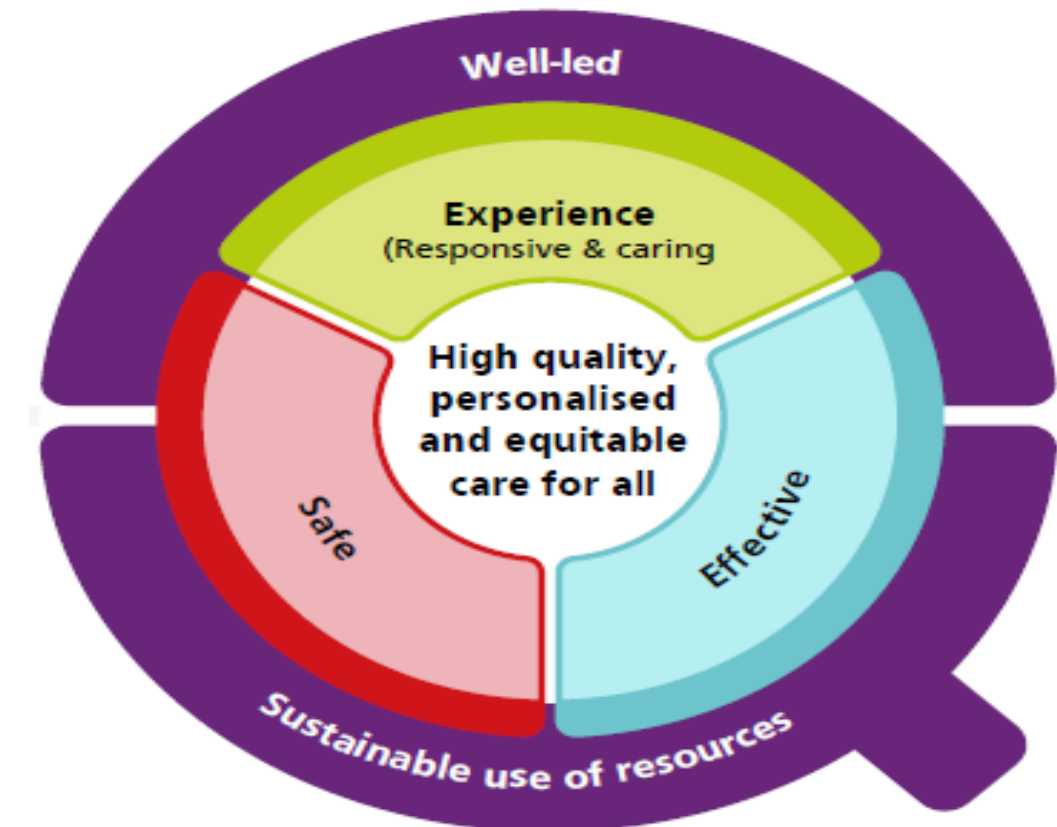 Well-led
Experience
(Responsive & caring
High quality,
personalised
and equitable
care for all
Safe
Effective
Sustainable use of resources